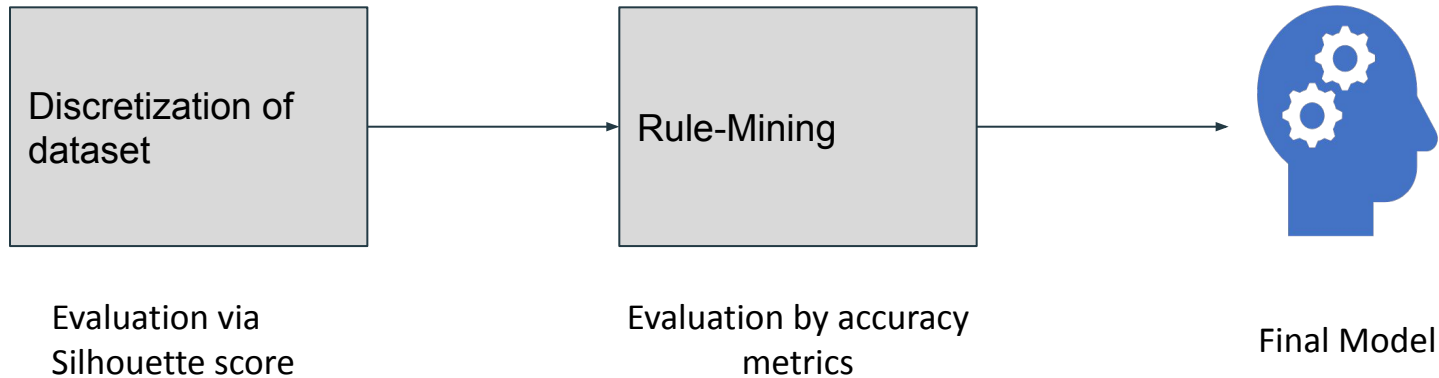 Discretization of
dataset
Rule-Mining
Evaluation via
Silhouette score
Evaluation by accuracy
metrics
Final Model